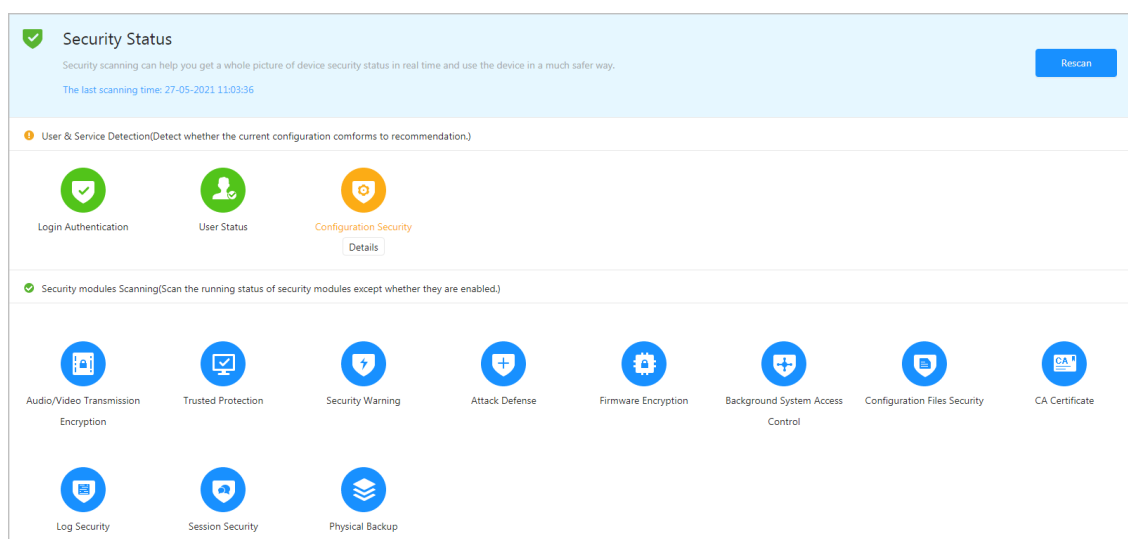 Security Status
Security scanning can help you get a whole picture of device security status in real time and use the device in a much safer way.
Rescan
The last scanning time: 27-05-2021 11:03:36
User & Service Detection(Detect whether the current configuration comforms to recommendation.)
Login Authentication
User Status
Configuration Security
Details
Security modules Scanning(Scan the running status of security modules except whether they are enabled.)
CA
Audio/Video Transmission
Encryption
Trusted Protection
Security Warning
Attack Defense
Firmware Encryption
Background System Access
Control
Configuration Files Security
CA Certificate
Log Security
Session Security
Physical Backup